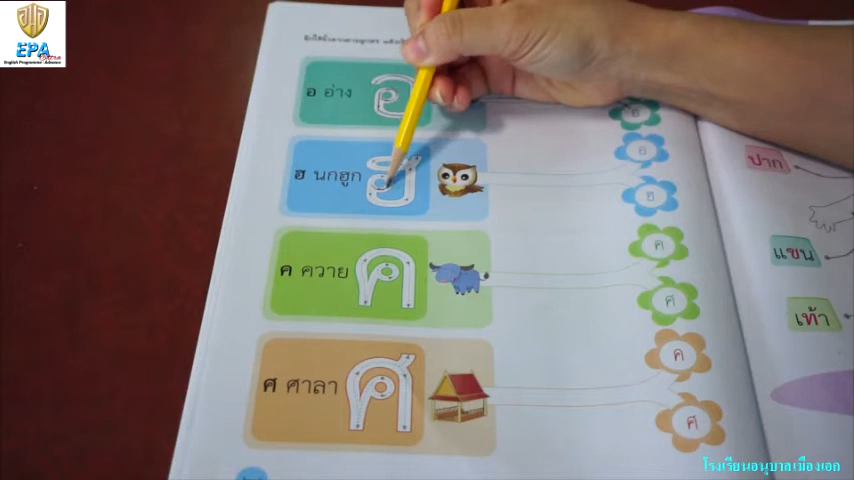 EPA
Extra
English Programme Advance
อ อ่าง
อ
อ
ฮ นกฮูก
ฮ
อ
ฮ
ค ควาย
ค
ค
ศ
ศ ศาลา
ศ
ค
ศ
ปาก
แขน
เท้า
โรงเรียนอนุบาลเมืองเอก